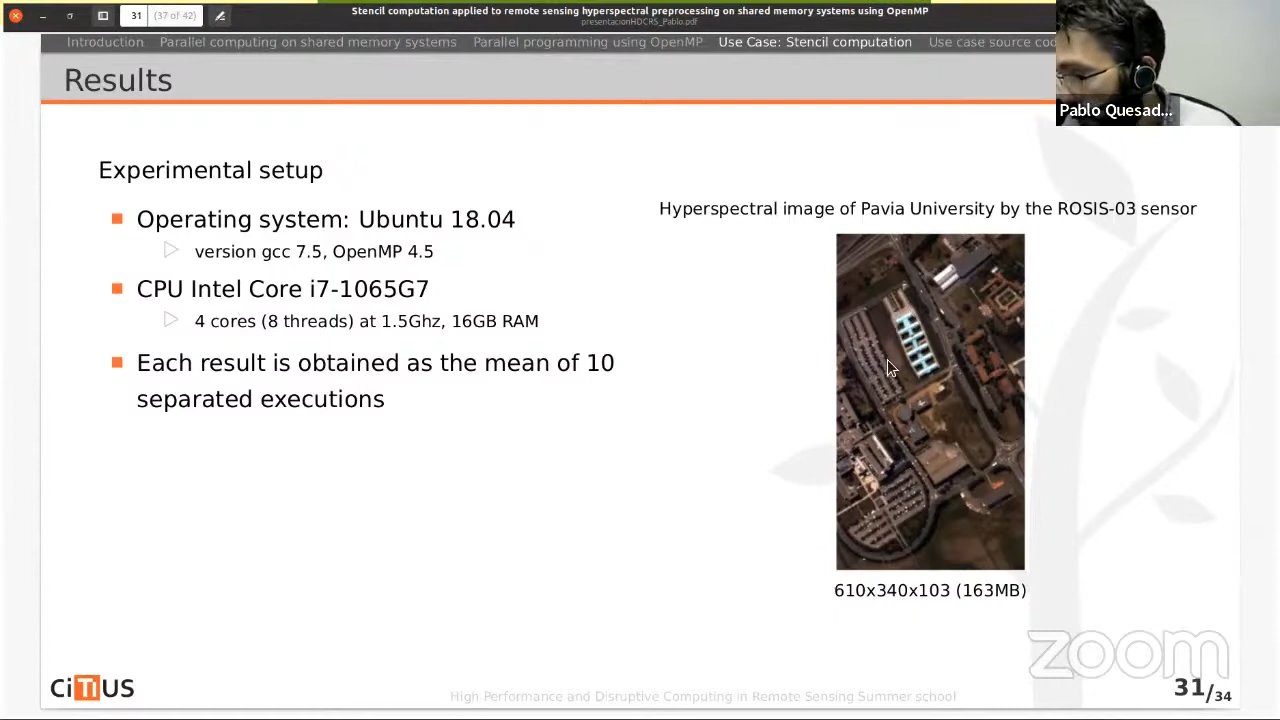 31 (37 of 42)
Stencil computation applied to remote sensing hyperspectral preprocessing on shared memory systems using OpenMP
presentacionHDCRS_Pablo.pdf
Introduction Parallel computing on shared memory systems Parallel programming using OpenMP Use Case: Stencil computation Use case source cod
Results
Pablo Quesad...
Experimental setup
Operating system: Ubuntu 18.04
version gcc 7.5, OpenMP 4.5
CPU Intel Core i7-1065G7
4 cores (8 threads) at 1.5Ghz, 16GB RAM
Each result is obtained as the mean of 10
separated executions
Hyperspectral image of Pavia University by the ROSIS-03 sensor
610x340x103 (163MB)
zoom
CiTIUS
High Performance and Disruptive Computing in Remote Sensing Summer school
31/34